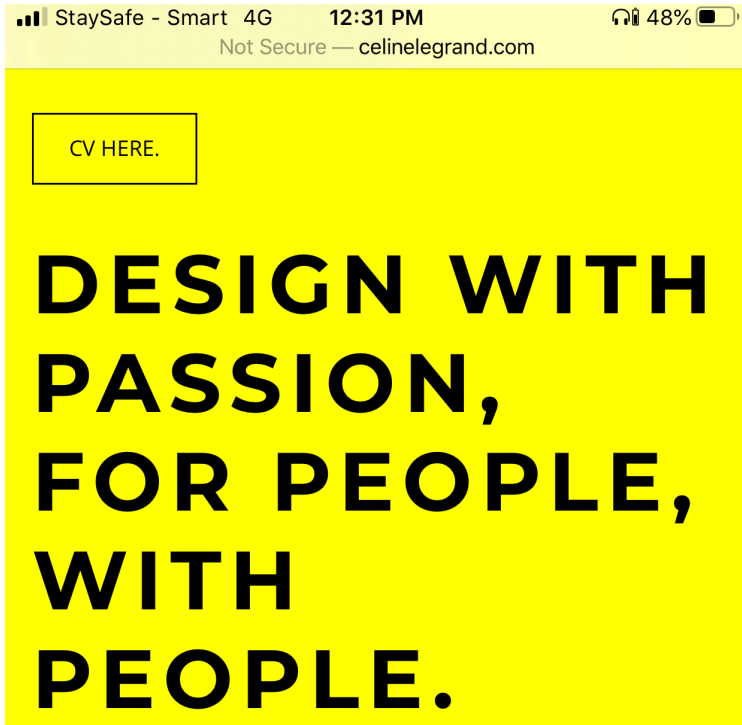 StaySafe - Smart 4G 12:31 PM 48%
Not Secure — celinelegrand.com
CV HERE.
DESIGN WITH
PASSION,
FOR PEOPLE,
WITH
PEOPLE.